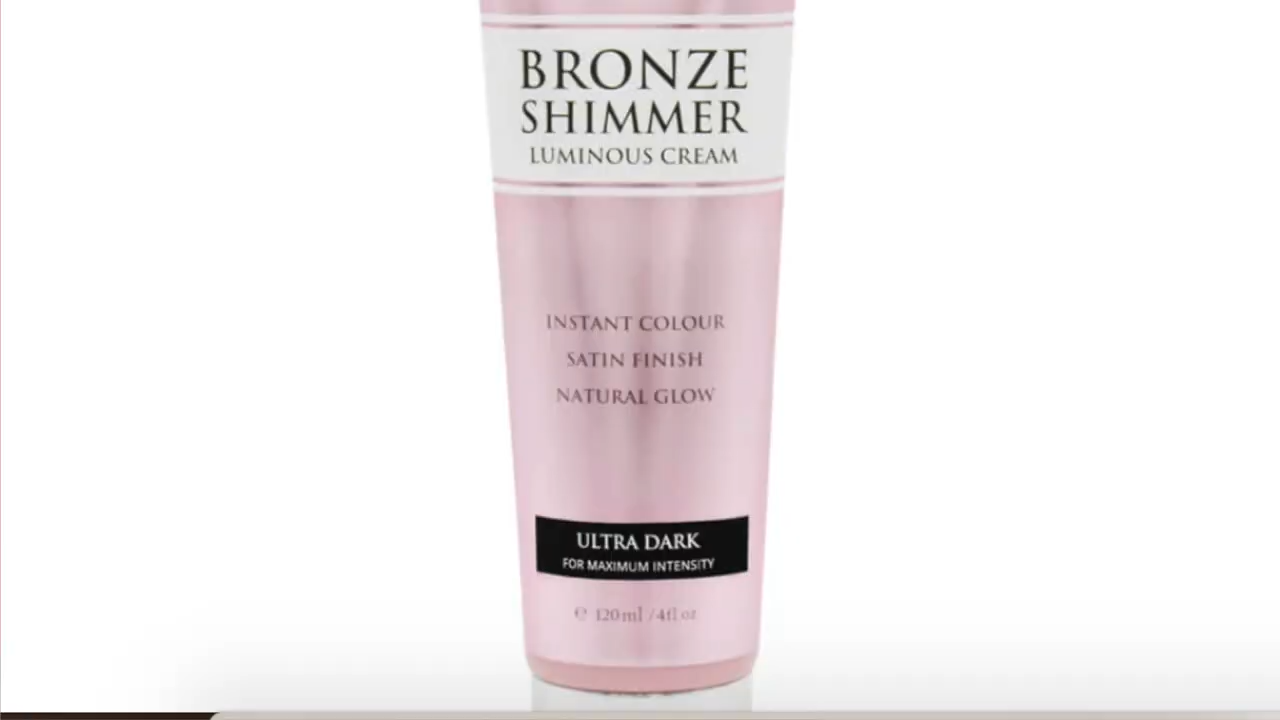 BRONZE
SHIMMER
LUMINOUS CREAM
INSTANT COLOUR
SATIN FINISH
NATURAL GLOW
ULTRA DARK
FOR MAXIMUM INTENSITY
℮ 120ml / 4fl oz